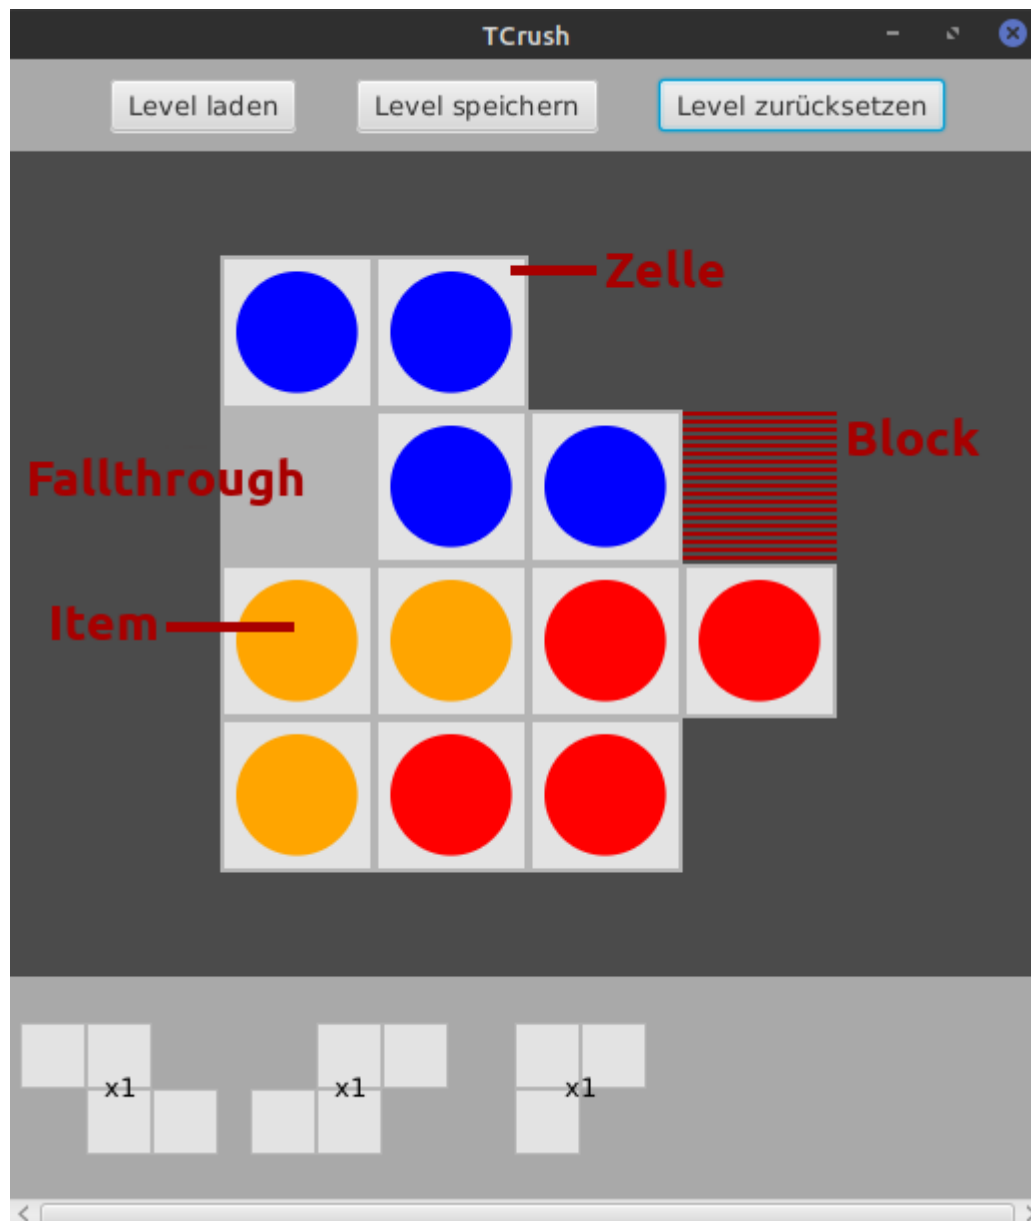 TCrush
Level laden
Level speichern
Level zurücksetzen
Zelle
Block
Fallthrough
Item
x1
x1
x1